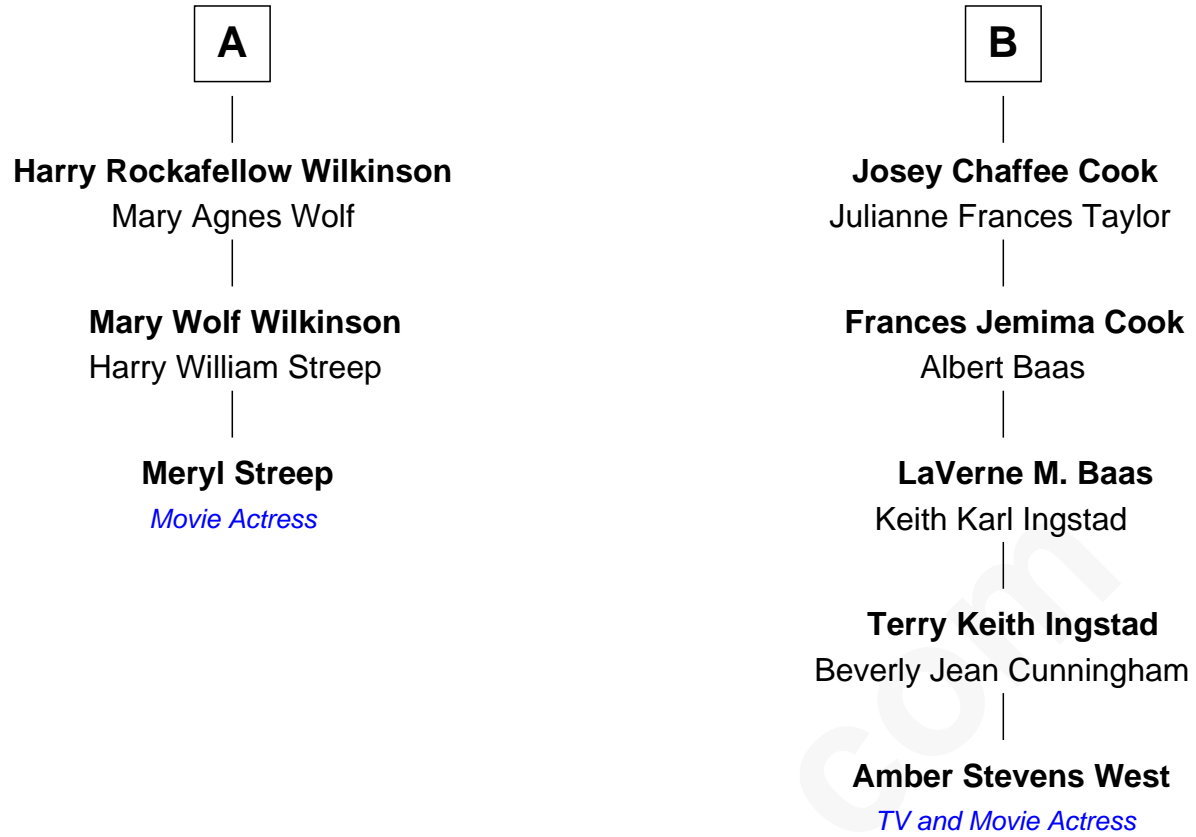 A
Harry Rockafellow Wilkinson
Mary Agnes Wolf
Mary Wolf Wilkinson
Harry William Streep
Meryl Streep
Movie Actress
B
Josey Chaffee Cook
Julianne Frances Taylor
Frances Jemima Cook
Albert Baas
LaVerne M. Baas
Keith Karl Ingstad
Terry Keith Ingstad
Beverly Jean Cunningham
Amber Stevens West
TV and Movie Actress
com